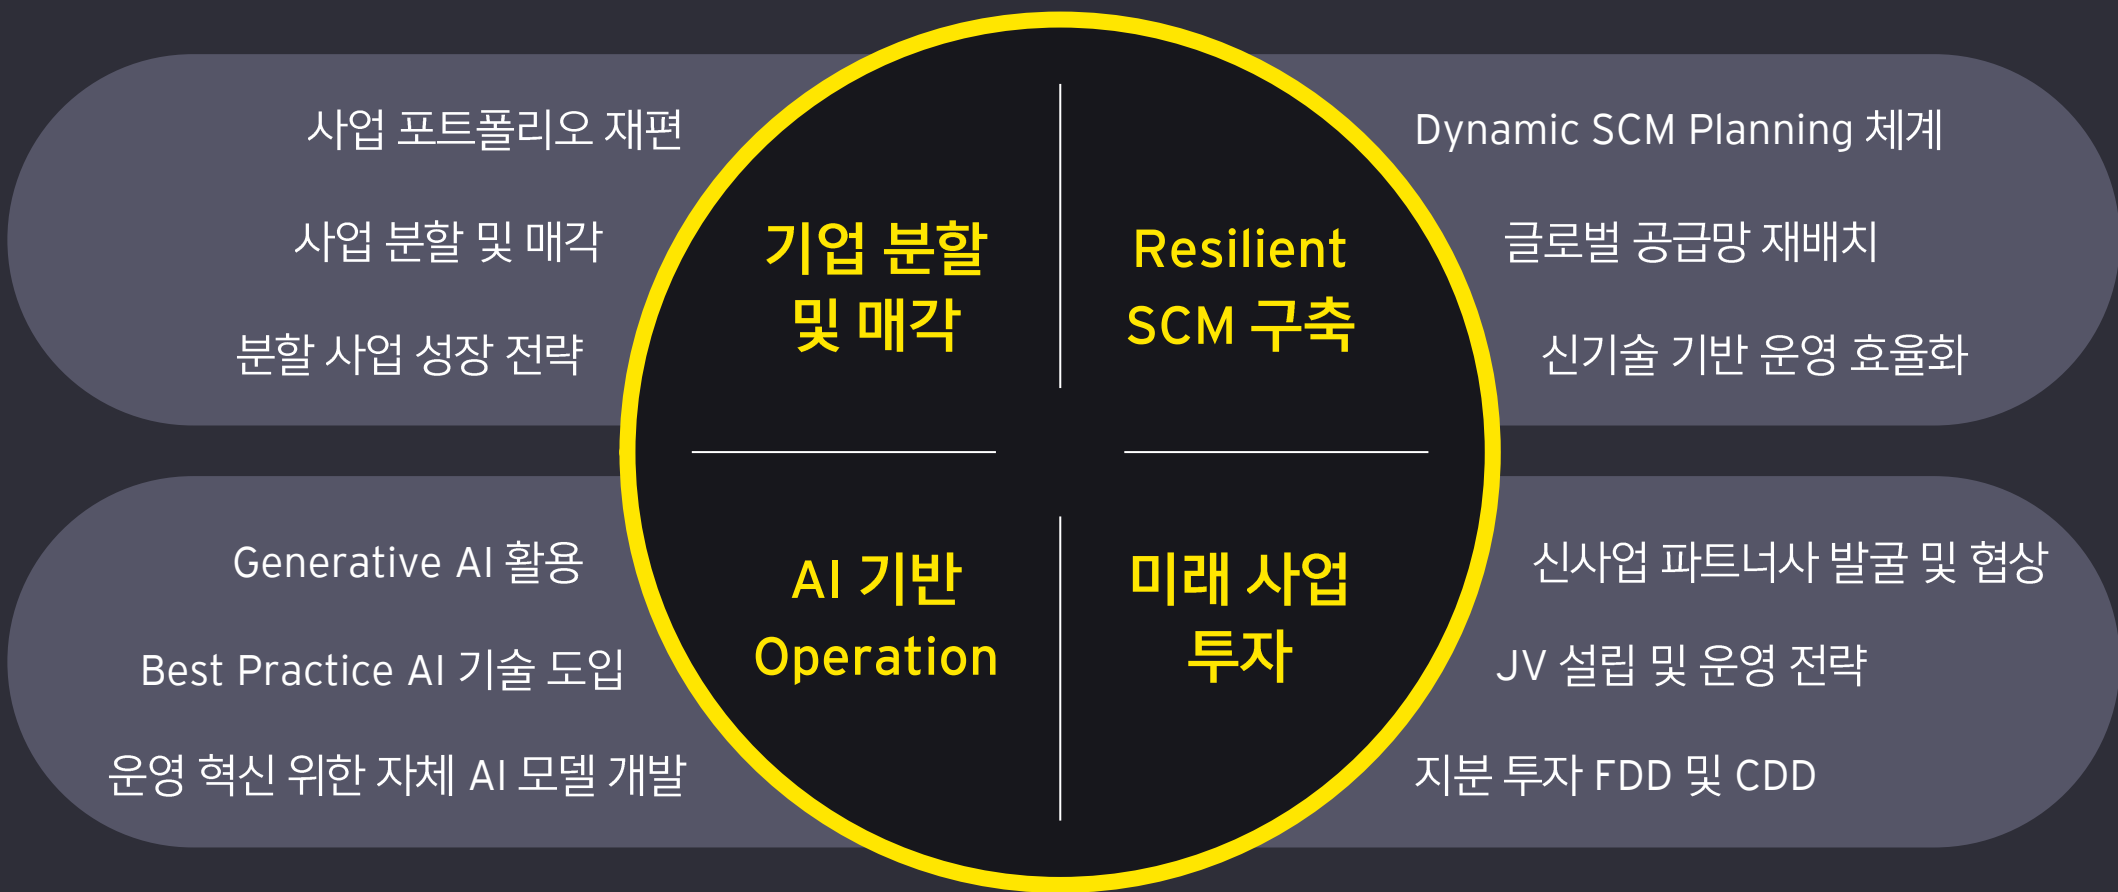 사업 포트폴리오 재편
사업 분할 및 매각
분할 사업 성장 전략
기업 분할
및 매각
Resilient
SCM 구축
Dynamic SCM Planning 체계
글로벌 공급망 재배치
신기술 기반 운영 효율화
Generative AI 활용
Best Practice AI 기술 도입
운영 혁신 위한 자체 AI 모델 개발
AI 기반
Operation
미래 사업
투자
신사업 파트너사 발굴 및 협상
JV 설립 및 운영 전략
지분 투자 FDD 및 CDD